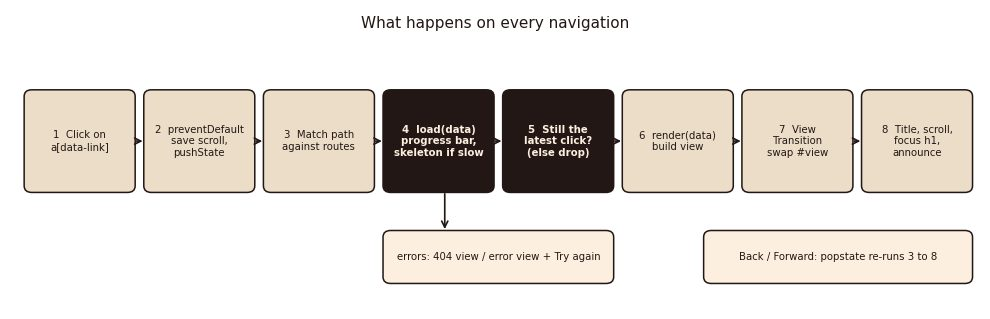 What happens on every navigation
1  Click on
a[data-link]
2  preventDefault
save scroll,
pushState
3  Match path
against routes
4  load(data)
progress bar,
skeleton if slow
5  Still the
latest click?
(else drop)
6  render(data)
build view
7  View
Transition
swap #view
8  Title, scroll,
focus h1,
announce
errors: 404 view / error view + Try again
Back / Forward: popstate re-runs 3 to 8